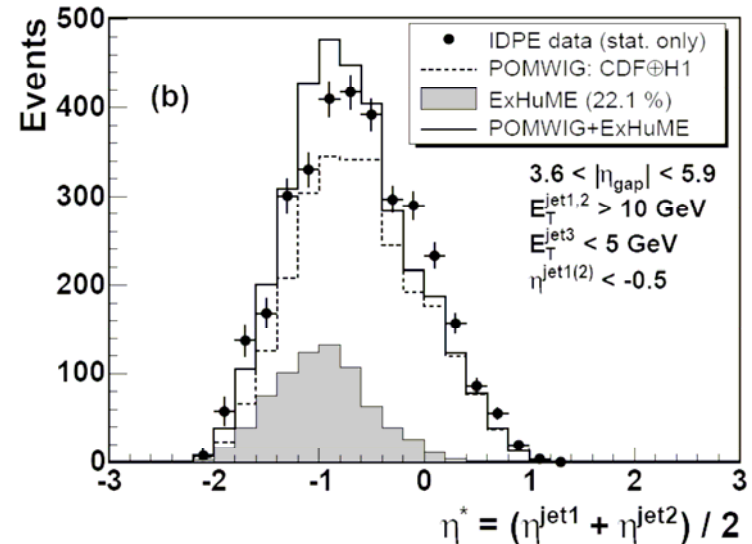 Events
500
400
300
200
100
0
(b)
IDPE data (stat. only)
POMWIG: CDF⊕H1
ExHuME (22.1 %)
POMWIG+ExHuME
3.6 < |η_gap| < 5.9
E_T^jet1,2 > 10 GeV
E_T^jet3 < 5 GeV
η^jet1(2) < -0.5
-3 -2 -1 0 1 2 3
η* = (η^jet1 + η^jet2) / 2